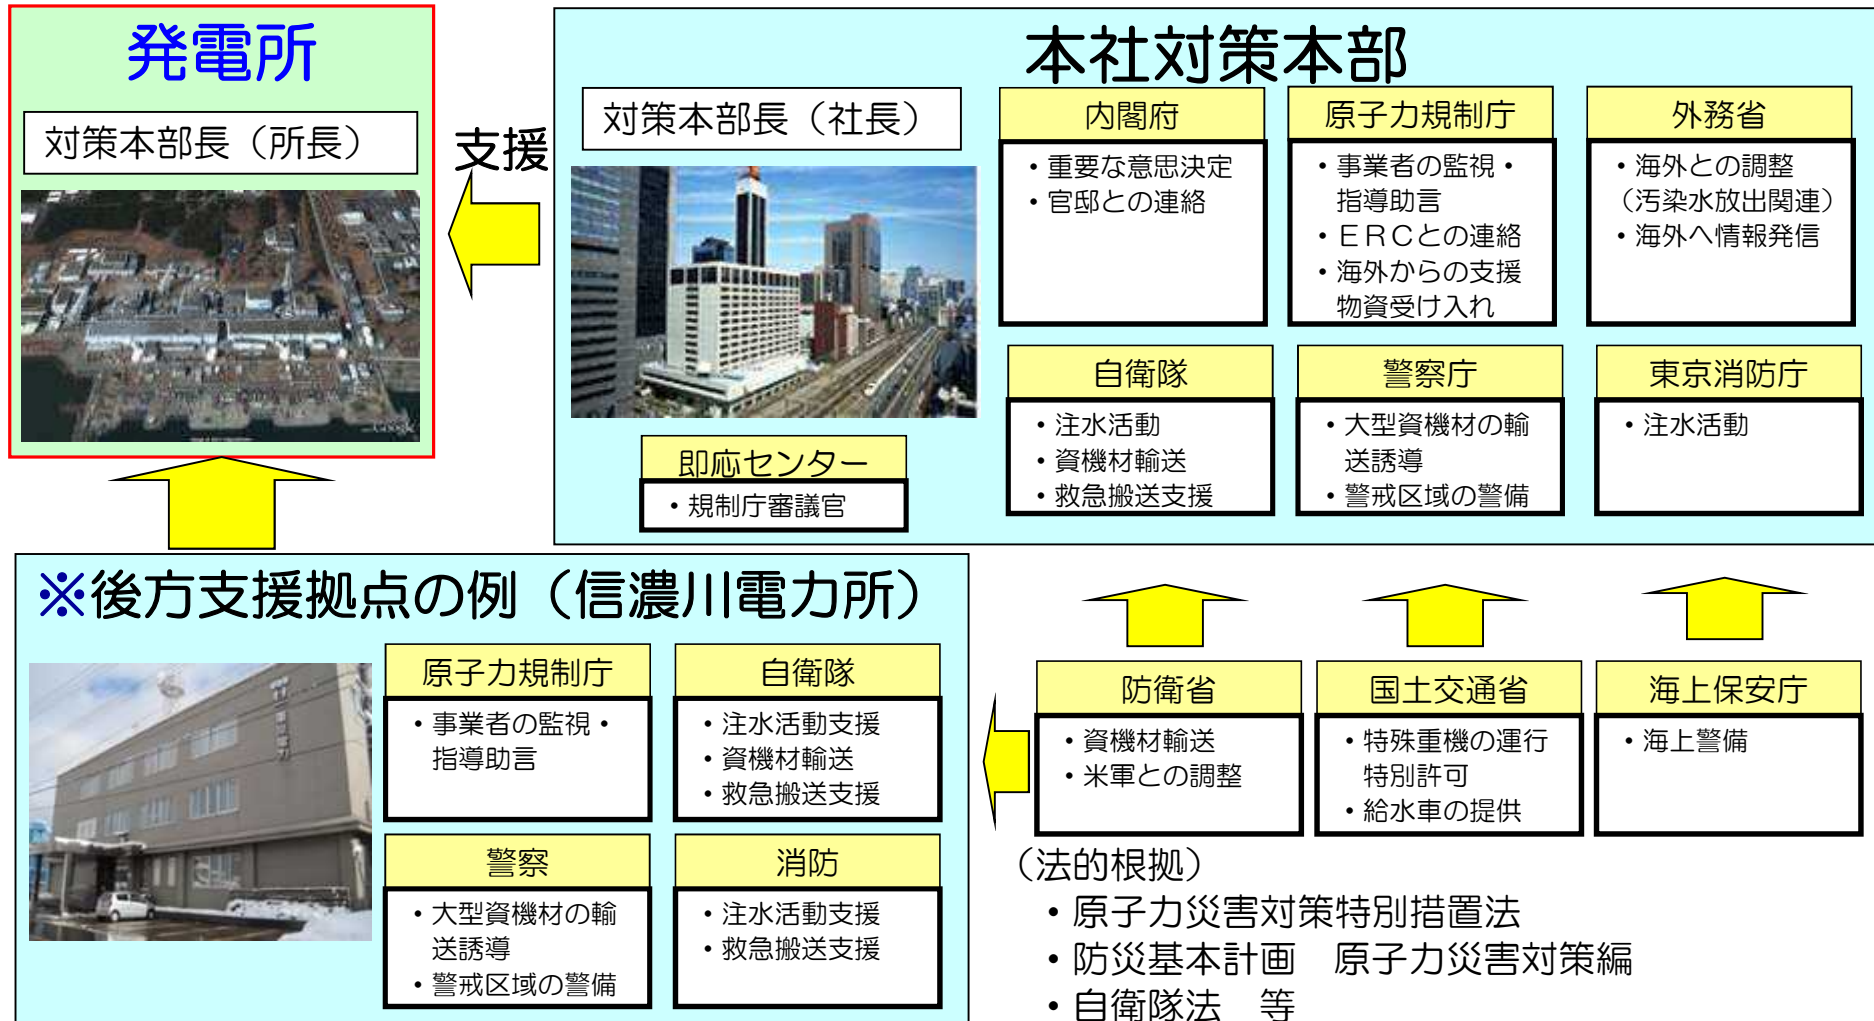 発電所
対策本部長（所長）
支援
本社対策本部
対策本部長（社長）
内閣府
・重要な意思決定
・官邸との連絡
原子力規制庁
・事業者の監視・
指導助言
・ＥＲＣとの連絡
・海外からの支援
物資受け入れ
外務省
・海外との調整
（汚染水放出関連）
・海外へ情報発信
自衛隊
・注水活動
・資機材輸送
・救急搬送支援
警察庁
・大型資機材の輸
送誘導
・警戒区域の警備
東京消防庁
・注水活動
即応センター
・規制庁審議官
※後方支援拠点の例（信濃川電力所）
原子力規制庁
・事業者の監視・
指導助言
自衛隊
・注水活動支援
・資機材輸送
・救急搬送支援
警察
・大型資機材の輸
送誘導
・警戒区域の警備
消防
・注水活動支援
・救急搬送支援
防衛省
・資機材輸送
・米軍との調整
国土交通省
・特殊重機の運行
特別許可
・給水車の提供
海上保安庁
・海上警備
（法的根拠）
・原子力災害対策特別措置法
・防災基本計画　原子力災害対策編
・自衛隊法　等